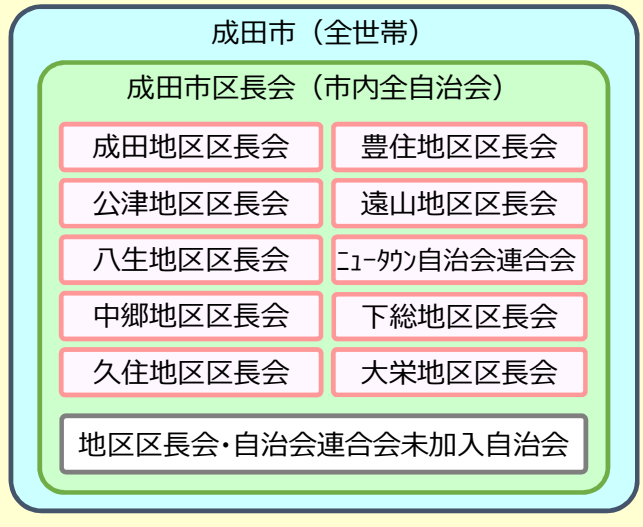 成田市（全世帯）
成田市区長会（市内全自治会）
成田地区区長会
豊住地区区長会
公津地区区長会
遠山地区区長会
八生地区区長会
ﾆｭｰﾀｳﾝ自治会連合会
中郷地区区長会
下総地区区長会
久住地区区長会
大栄地区区長会
地区区長会･自治会連合会未加入自治会